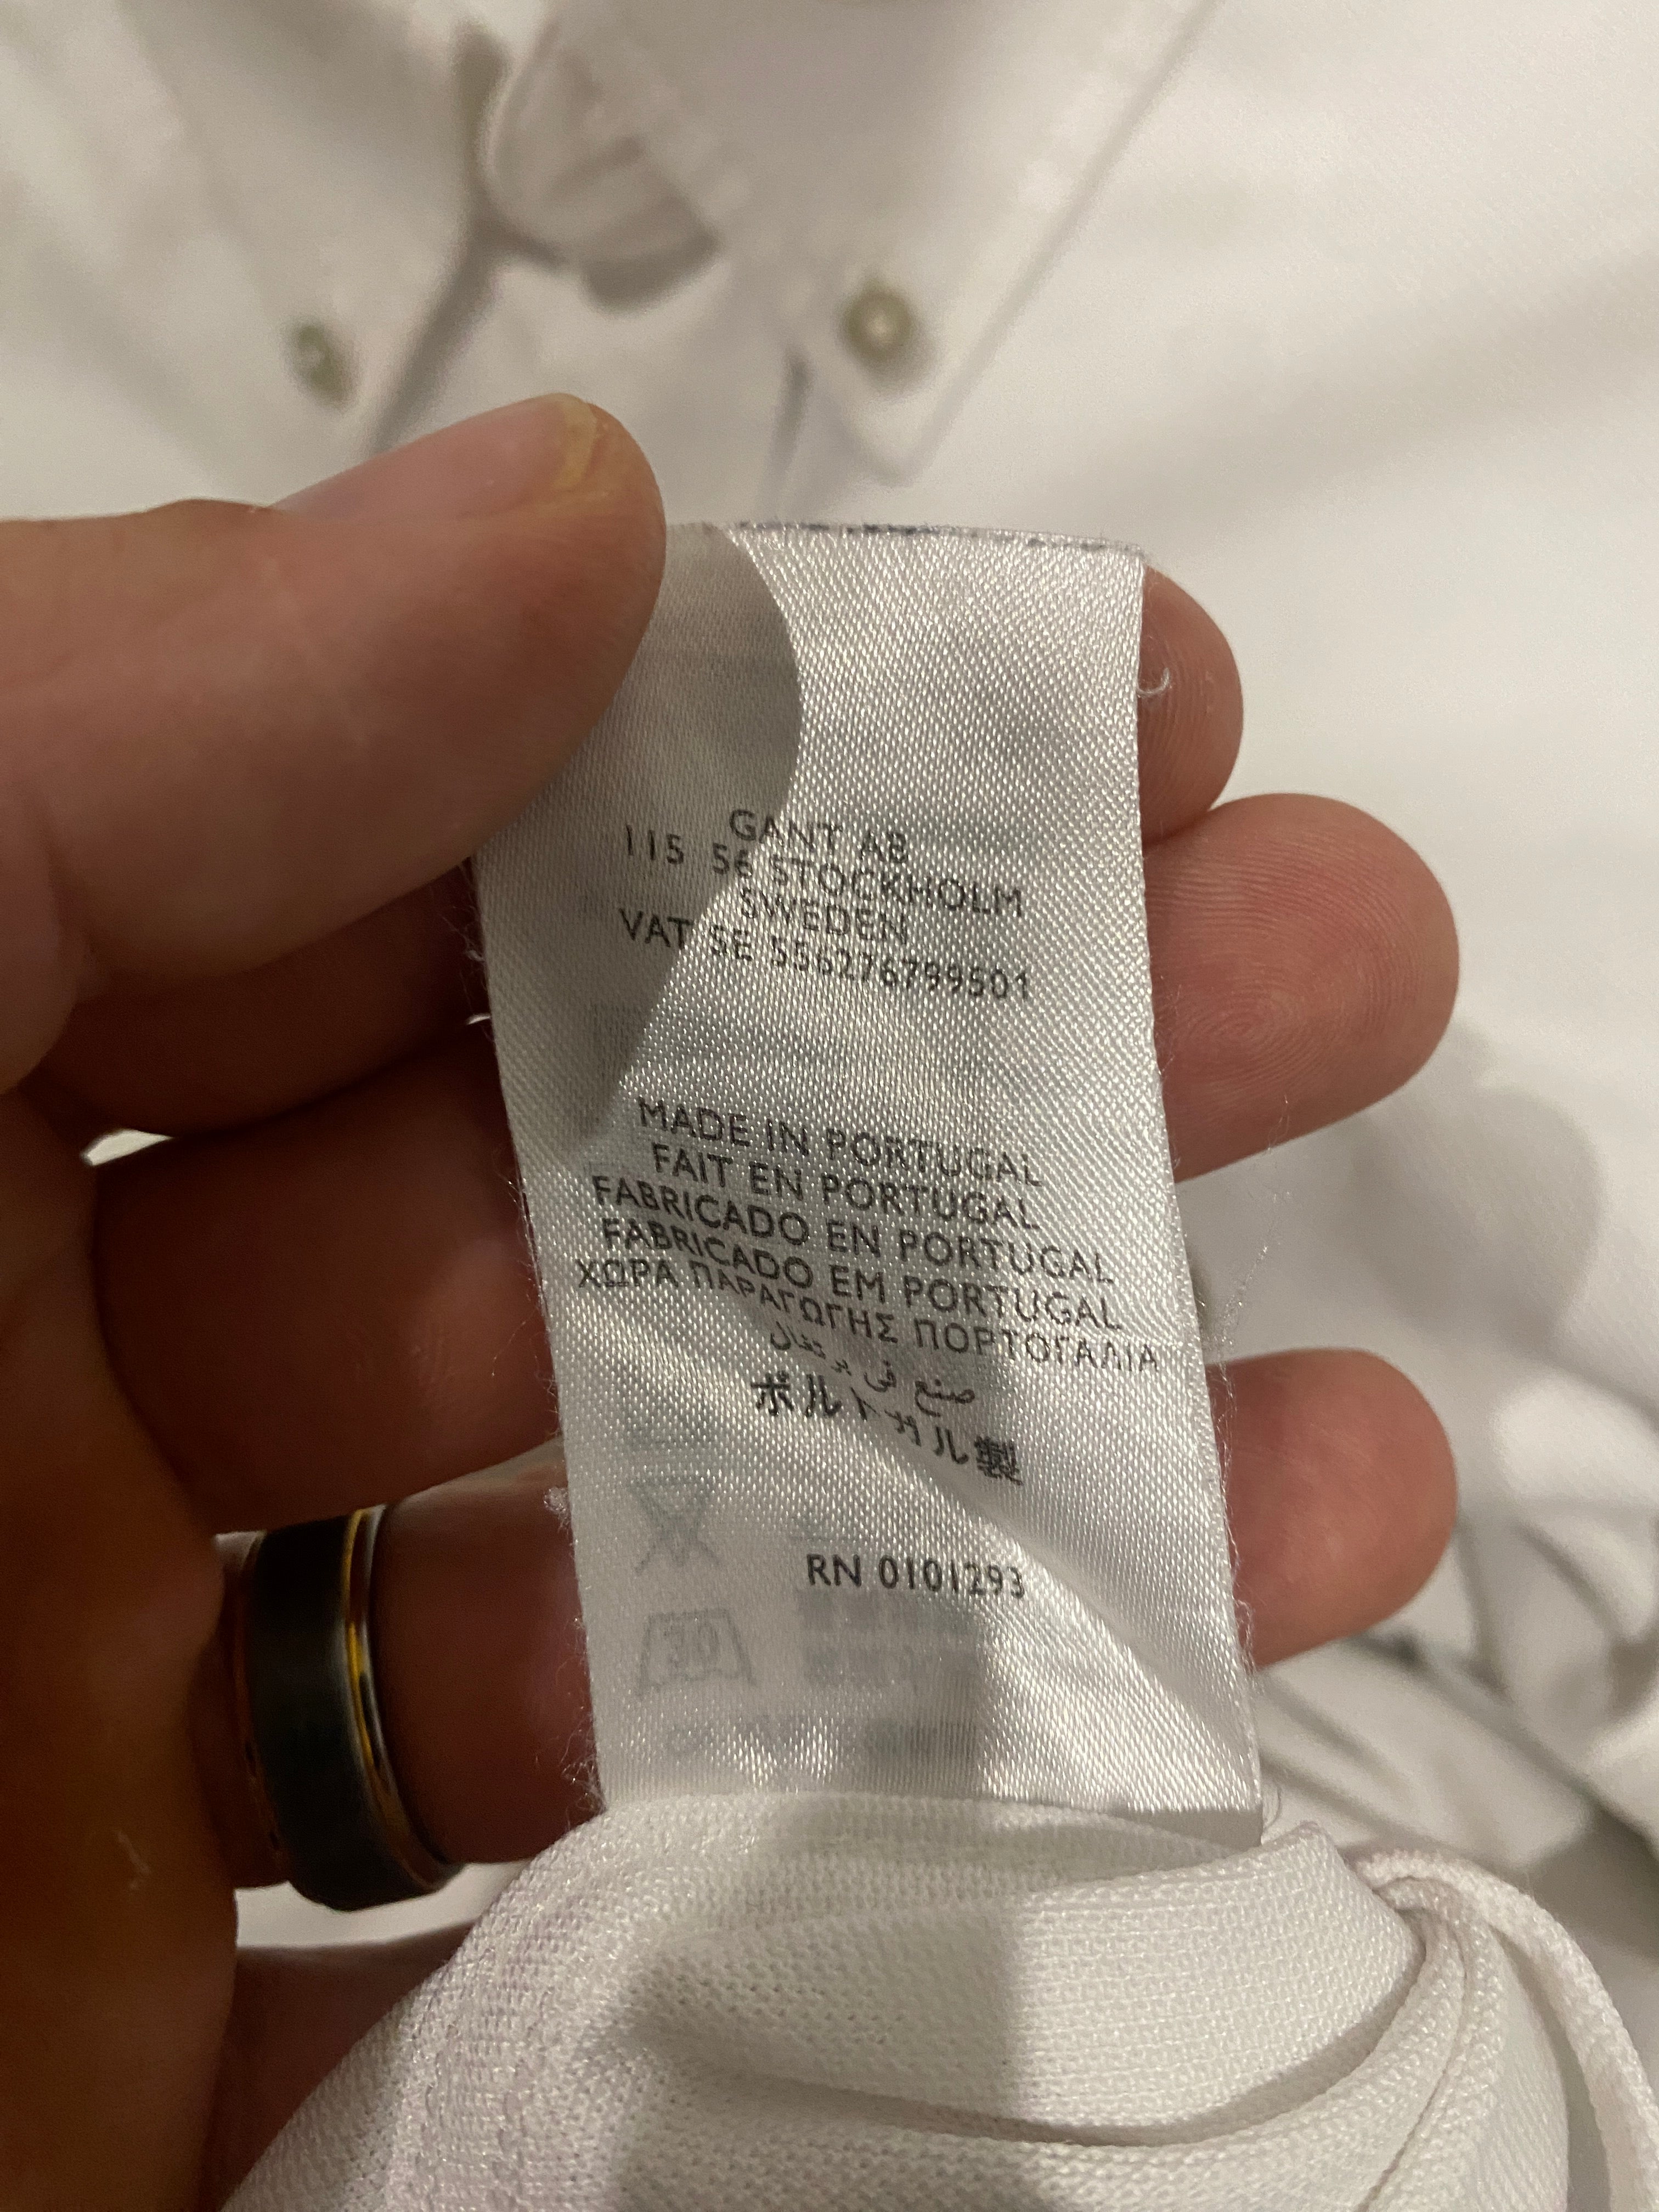 GANT AB
115 56 STOCKHOLM
SWEDEN
VAT SE 556276799501
MADE IN PORTUGAL
FAIT EN PORTUGAL
FABRICADO EN PORTUGAL
FABRICADO EM PORTUGAL
ΧΩΡΑ ΠΑΡΑΓΩΓΗΣ ΠΟΡΤΟΓΑΛΙΑ
صنع في برتغال
ポルトガル製
RN 0101293
30